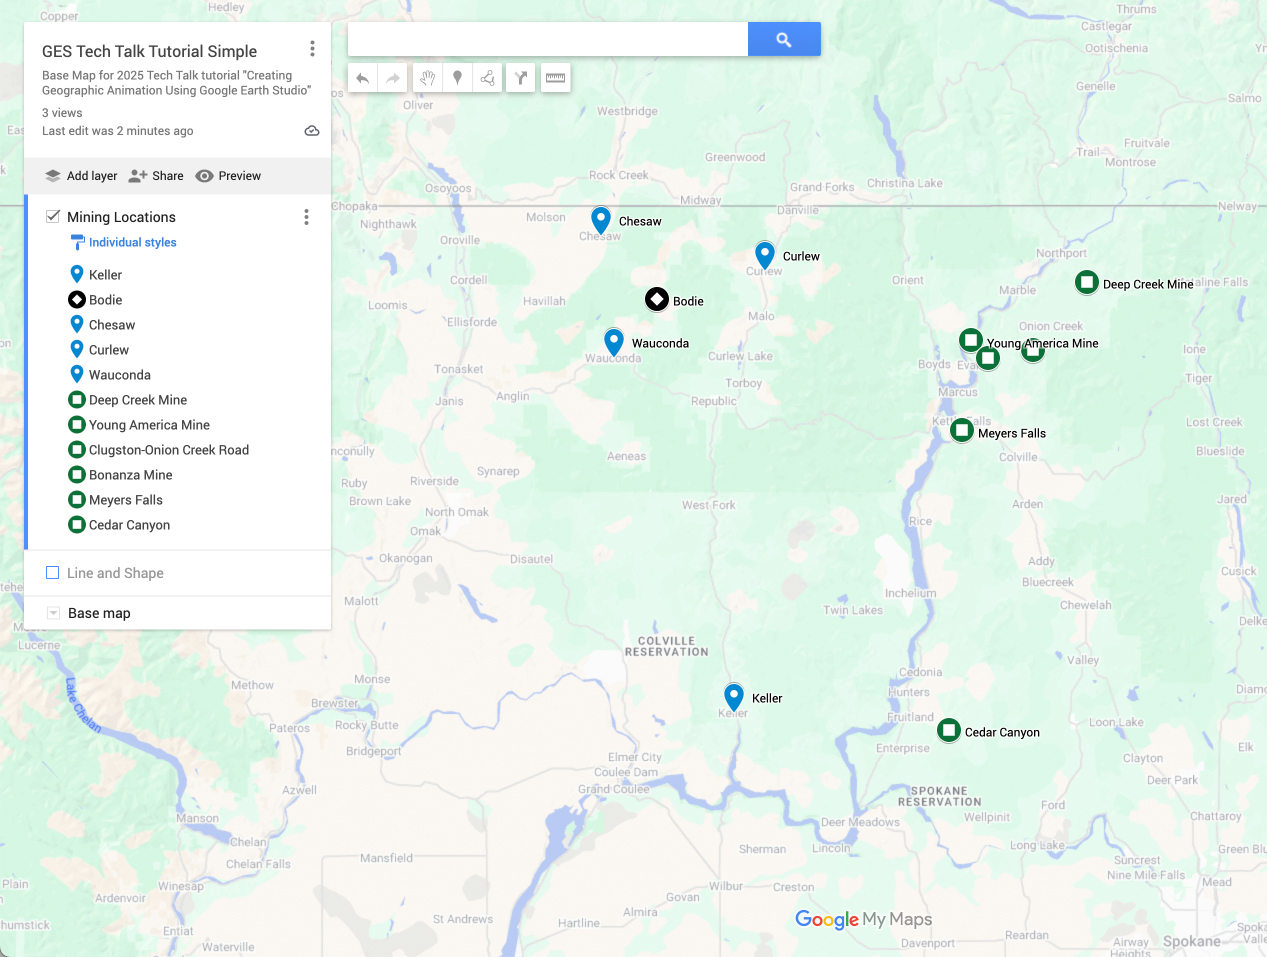 GES Tech Talk Tutorial Simple
Base Map for 2025 Tech Talk tutorial "Creating
Geographic Animation Using Google Earth Studio"
3 views
Last edit was 2 minutes ago
Add layer
Share
Preview
Mining Locations
Individual styles
Keller
Bodie
Chesaw
Curlew
Wauconda
Deep Creek Mine
Young America Mine
Clugston-Onion Creek Road
Bonanza Mine
Meyers Falls
Cedar Canyon
Line and Shape
Base map
Copper
Hedley
Castlegar
Ootischenia
Genelle
Salmo
Oliver
Westbridge
Fruitvale
Trail
Montrose
Greenwood
Rock Creek
Grand Forks
Christina Lake
Osoyoos
Midway
Danville
Nelway
Chopaka
Molson
Nighthawk
Chesaw
Chesaw
Oroville
Curlew
Curlew
Northport
Cordell
Orient
Marble
Deep Creek Mine
aline Falls
Loomis
Havillah
Bodie
Malo
Ellisforde
Onion Creek
Wauconda
Wauconda
Young America Mine
Ione
Curlew Lake
Boyds
Tonasket
Torboy
Tiger
Janis
Anglin
Republic
Marcus
Lost Creek
Meyers Falls
Colville
Blueslide
onconully
Aeneas
Synarep
Ruby
Riverside
Brown Lake
North Omak
West Fork
Arden
Jared
Rice
Omak
Okanogan
Disautel
Addy
Cusick
Bluecreek
Malott
Inchelium
Chewelah
Twin Lakes
COLVILLE
RESERVATION
Lucerne
Valley
Cedonia
Methow
Monse
Hunters
Lake Chelan
Brewster
Keller
Keller
Fruitland
Loon Lake
Pateros
Rocky Butte
Cedar Canyon
Bridgeport
Enterprise
Elk
Elmer City
Clayton
Coulee Dam
Grand Coulee
Deer Park
Azwell
SPOKANE
RESERVATION
Ford
Wellpinit
Chattaroy
Manson
Deer Meadows
Chelan
Sherman
Lincoln
Long Lake
Green Bl
Mansfield
Chelan Falls
Suncrest
Nine Mile Falls
Mead
Plain
Winesap
Wilbur
Creston
Ardenvoir
Govan
Almira
St Andrews
Hartline
Google My Maps
humstick
Entiat
Waterville
Davenport
Reardan
Airway
Heights
Spokane